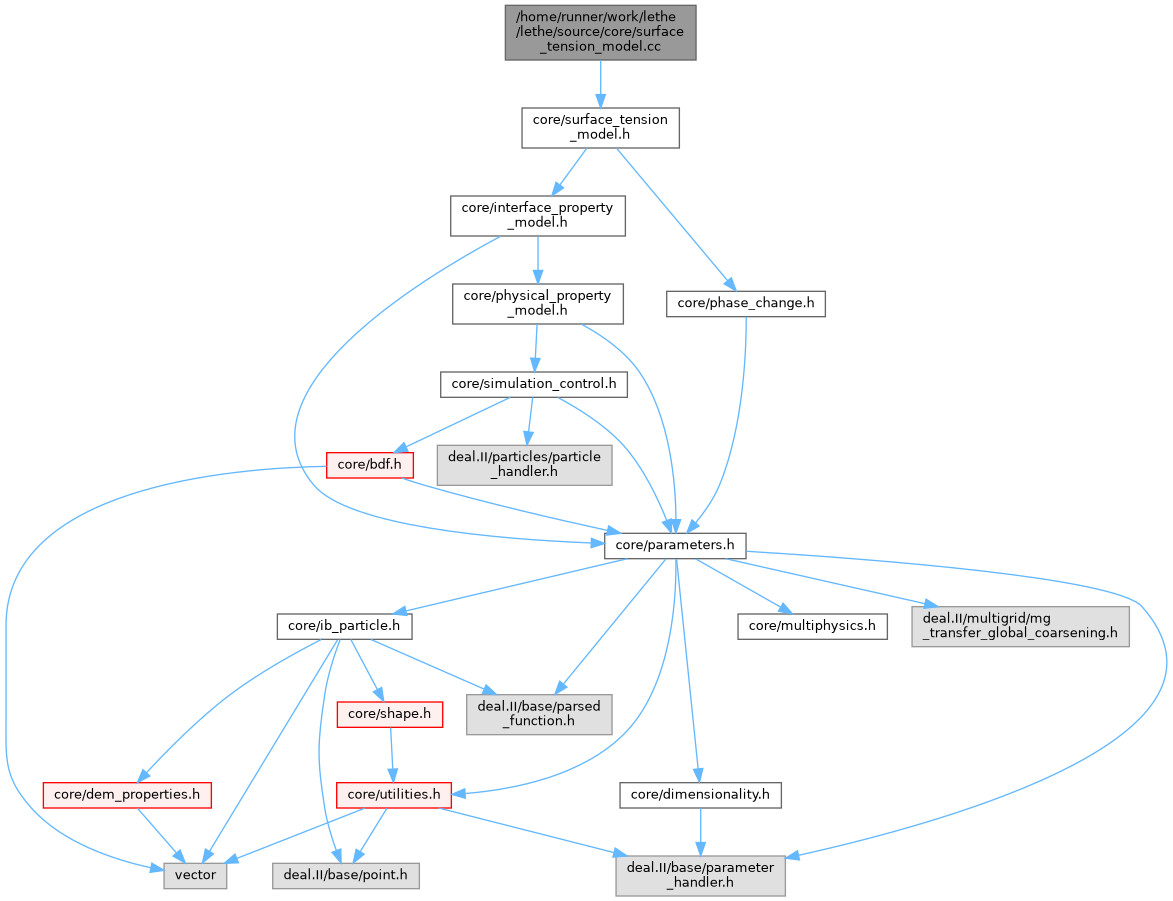 /home/runner/work/lethe
/lethe/source/core/surface
_tension_model.cc
core/surface_tension
_model.h
core/interface_property
_model.h
core/physical_property
_model.h
core/phase_change.h
core/simulation_control.h
core/bdf.h
deal.II/particles/particle
_handler.h
core/parameters.h
core/ib_particle.h
core/multiphysics.h
deal.II/multigrid/mg
_transfer_global_coarsening.h
core/shape.h
deal.II/base/parsed
_function.h
core/dem_properties.h
core/utilities.h
core/dimensionality.h
vector
deal.II/base/point.h
deal.II/base/parameter
_handler.h